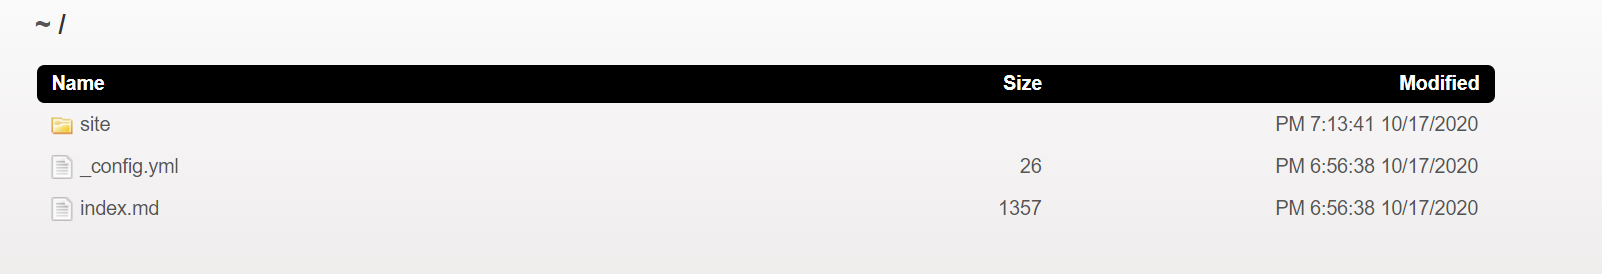 ~ /
Name Size Modified
site PM 7:13:41 10/17/2020
_config.yml 26 PM 6:56:38 10/17/2020
index.md 1357 PM 6:56:38 10/17/2020